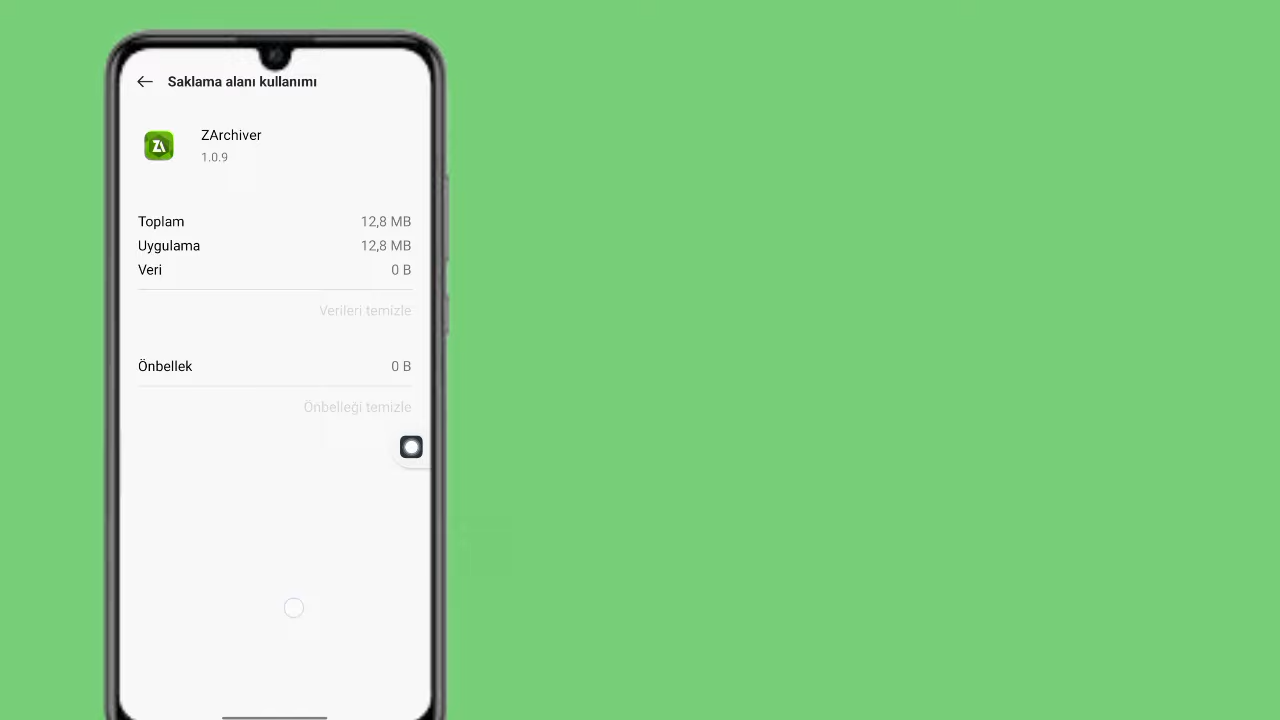 Saklama alanı kullanımı
ZArchiver
1.0.9
Toplam 12,8 MB
Uygulama 12,8 MB
Veri 0 B
Verileri temizle
Önbellek 0 B
Önbelleği temizle